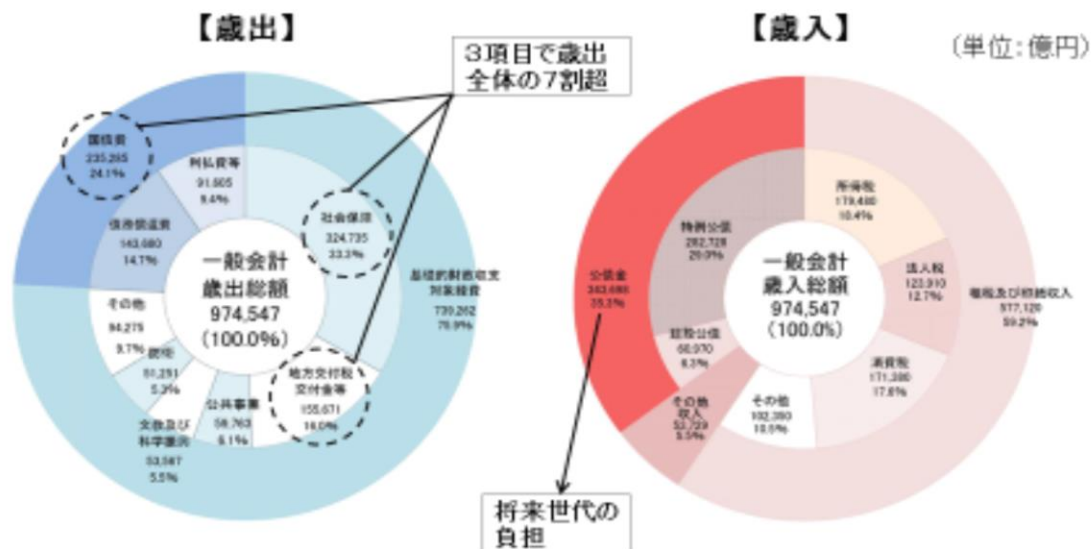 【歳出】
3項目で歳出
全体の7割超
国債費
235,285
24.1%
利払費等
91,605
9.4%
債務償還費
143,680
14.7%
社会保障
324,735
33.3%
一般会計
歳出総額
974,547
(100.0%)
基礎的財政収支
対象経費
739,262
75.9%
その他
94,275
9.7%
防衛
51,251
5.3%
文教及び
科学振興
53,567
5.5%
公共事業
59,763
6.1%
地方交付税
交付金等
155,671
16.0%
【歳入】
(単位:億円)
所得税
179,480
18.4%
特例公債
282,728
29.0%
公債金
343,698
35.3%
一般会計
歳入総額
974,547
(100.0%)
法人税
123,910
12.7%
租税及び印紙収入
577,120
59.2%
建設公債
60,970
6.3%
消費税
171,380
17.6%
その他
収入
53,729
5.5%
その他
102,350
10.5%
将来世代の
負担